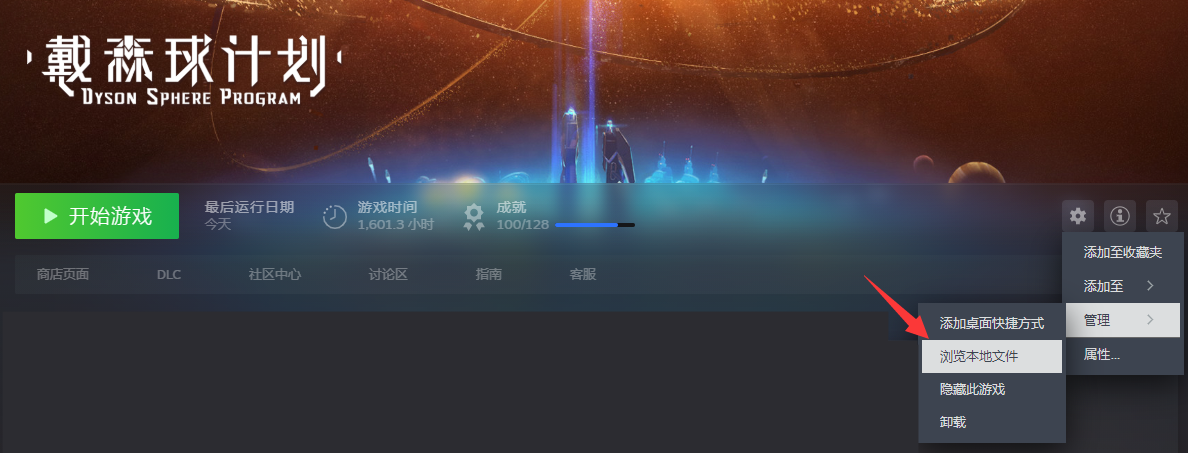 戴森球计划
DYSON SPHERE PROGRAM
开始游戏
最后运行日期
今天
游戏时间
1,601.3 小时
成就
100/128
商店页面
DLC
社区中心
讨论区
指南
客服
添加至收藏夹
添加至
管理
属性...
添加桌面快捷方式
浏览本地文件
隐藏此游戏
卸载